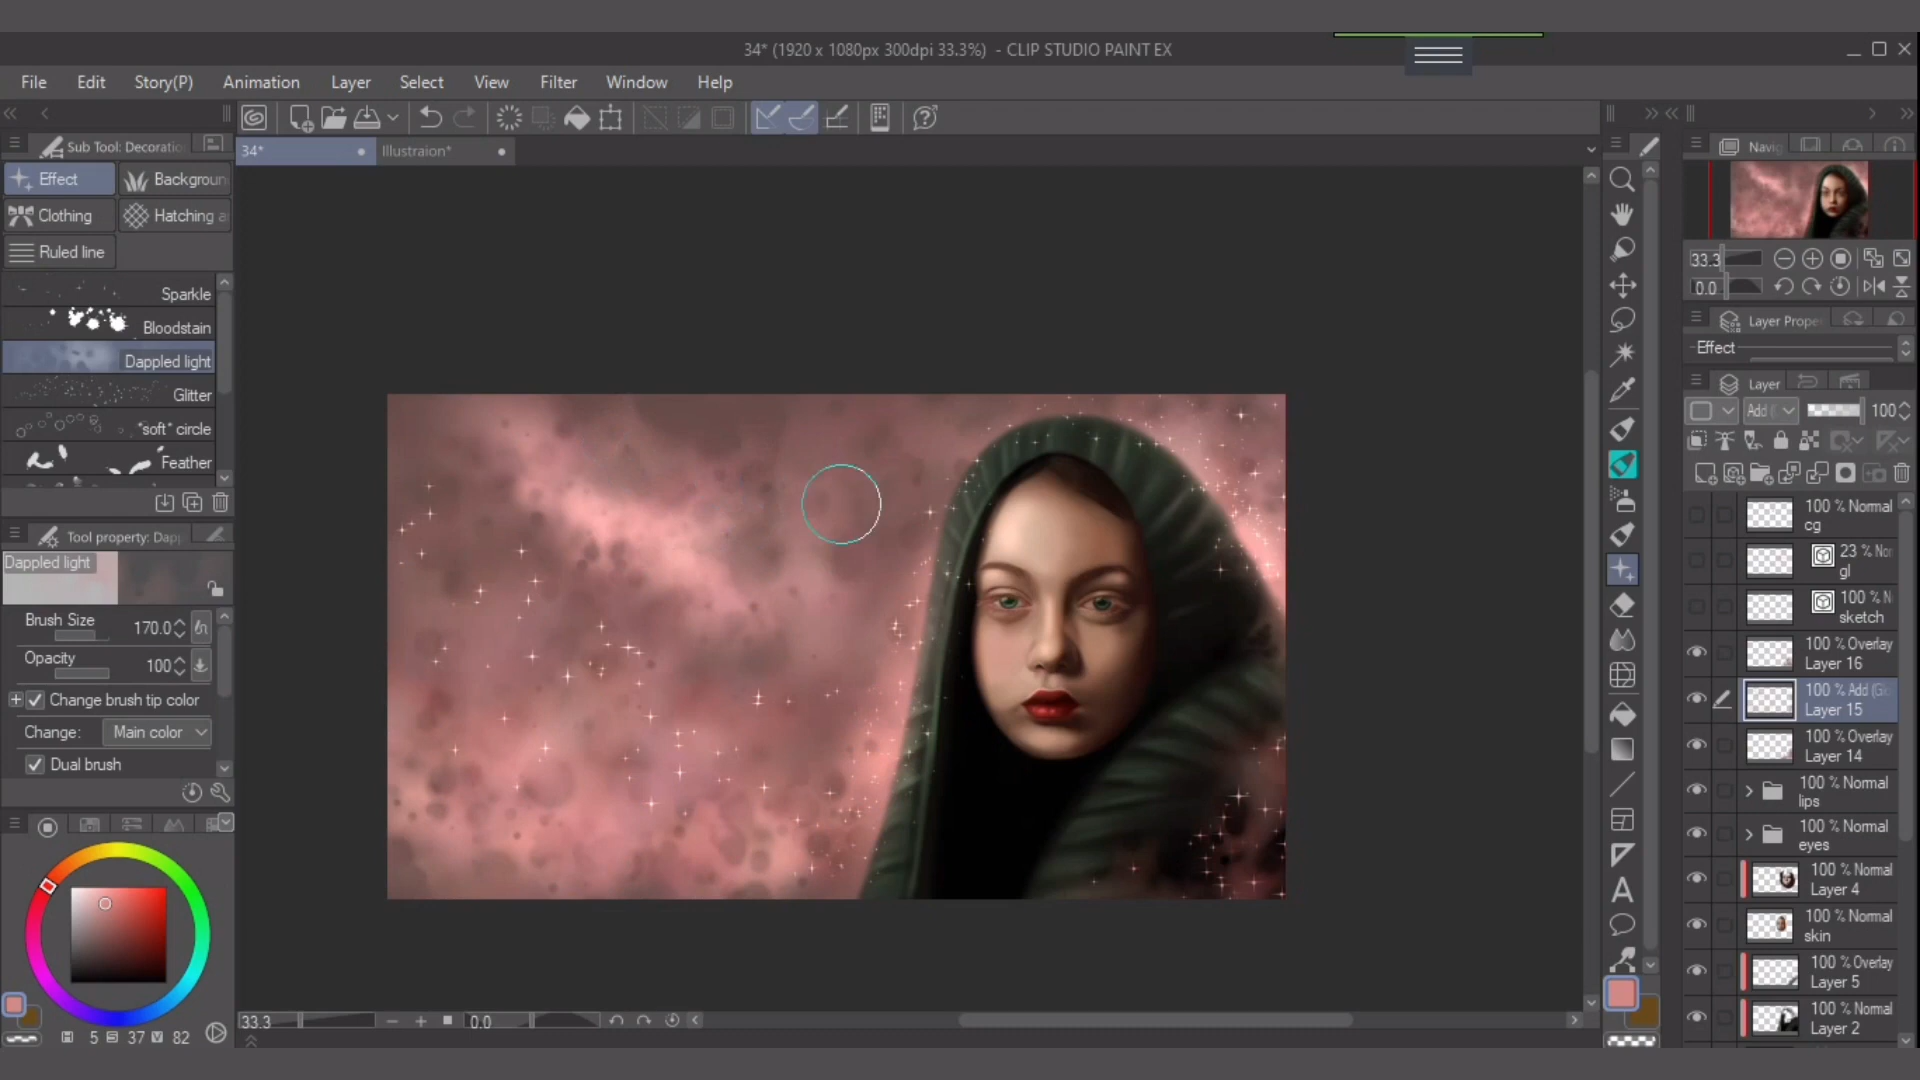 34* (1920 x 1080px 300dpi 33.3%) - CLIP STUDIO PAINT EX
File Edit Story(P) Animation Layer Select View Filter Window Help
Sub Tool: Decoratio
34* Illustraion*
Effect Backgroun
Clothing Hatching a
Ruled line
Sparkle
Bloodstain
Dappled light
Glitter
*soft* circle
Feather
Tool property: Dapp
Dappled light
Brush Size 170.0
Opacity 100
Change brush tip color
Change: Main color
Dual brush
5 37 82
33.3 0.0
Navig
33.3
0.0
Layer Prope
Effect
Layer
Add ( 100
100 % Normal
cg
23 % Nor
gl
100 % N
sketch
100 % Overlay
Layer 16
100 % Add (Gl
Layer 15
100 % Overlay
Layer 14
100 % Normal
lips
100 % Normal
eyes
100 % Normal
Layer 4
100 % Normal
skin
100 % Overlay
Layer 5
100 % Normal
Layer 2